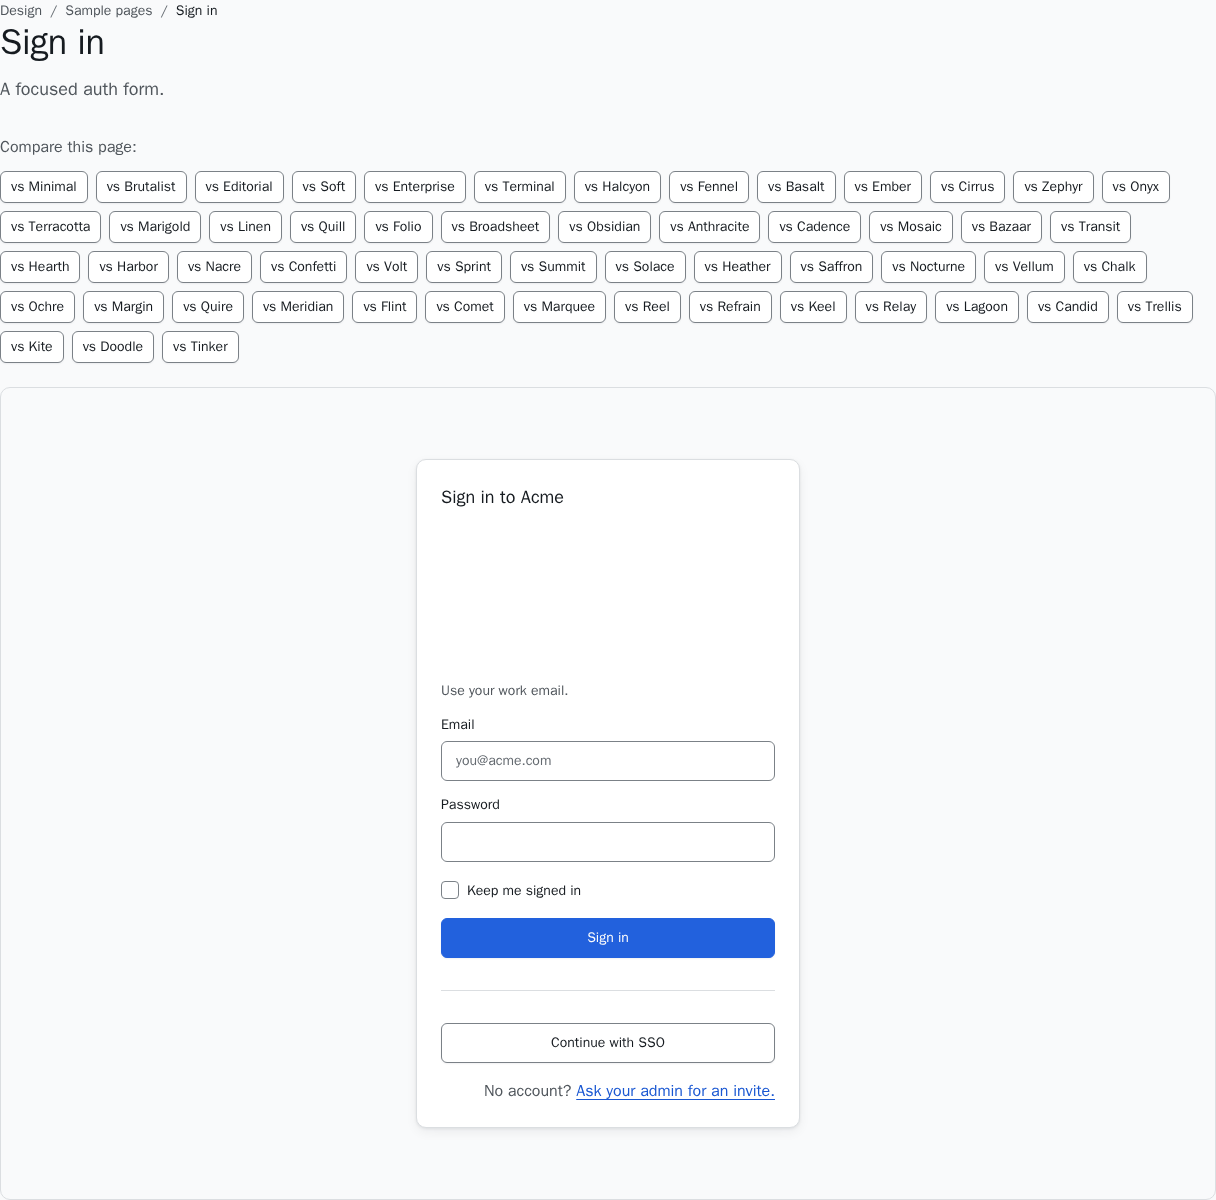 Design / Sample pages / Sign in
Sign in
A focused auth form.
Compare this page:
vs Minimal vs Brutalist vs Editorial vs Soft vs Enterprise vs Terminal vs Halcyon vs Fennel vs Basalt vs Ember vs Cirrus vs Zephyr vs Onyx
vs Terracotta vs Marigold vs Linen vs Quill vs Folio vs Broadsheet vs Obsidian vs Anthracite vs Cadence vs Mosaic vs Bazaar vs Transit
vs Hearth vs Harbor vs Nacre vs Confetti vs Volt vs Sprint vs Summit vs Solace vs Heather vs Saffron vs Nocturne vs Vellum vs Chalk
vs Ochre vs Margin vs Quire vs Meridian vs Flint vs Comet vs Marquee vs Reel vs Refrain vs Keel vs Relay vs Lagoon vs Candid vs Trellis
vs Kite vs Doodle vs Tinker
Sign in to Acme
Use your work email.
Email
you@acme.com
Password
Keep me signed in
Sign in
Continue with SSO
No account? Ask your admin for an invite.